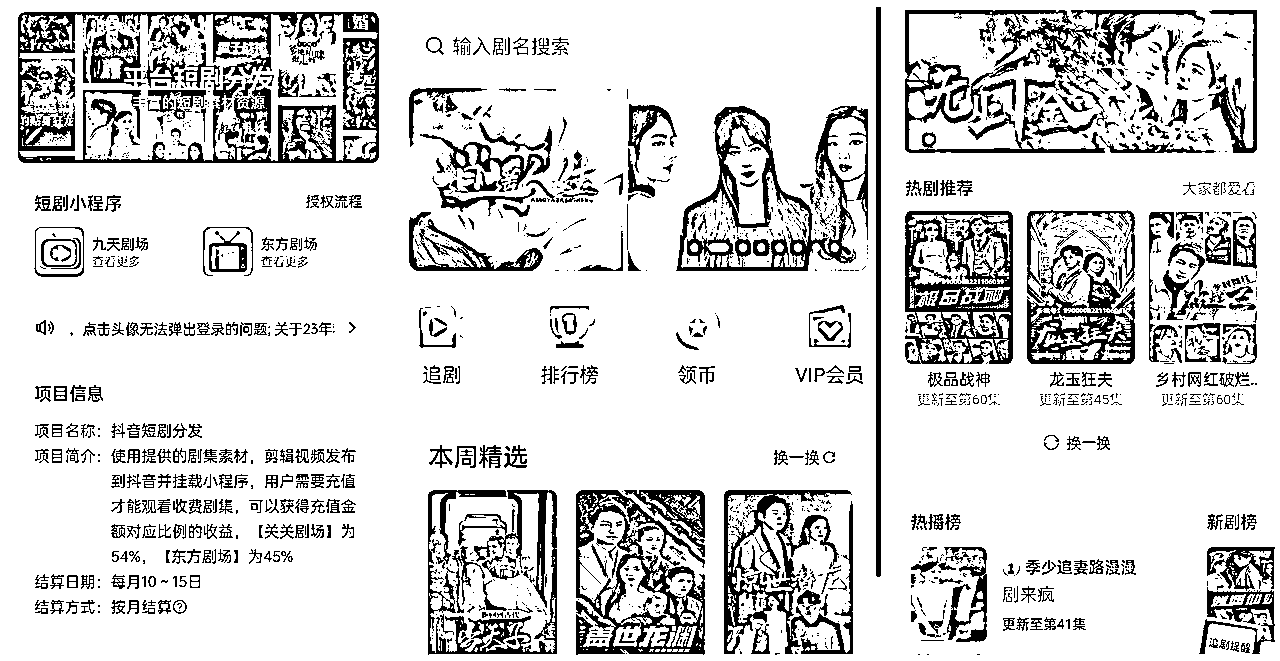 平台短剧分发
丰富的短剧素材资源
短剧小程序
授权流程
九天剧场
查看更多
东方剧场
查看更多
，点击头像无法弹出登录的问题; 关于23年
项目信息
项目名称: 抖音短剧分发
项目简介: 使用提供的剧集素材，剪辑视频发布
到抖音并挂载小程序，用户需要充值
才能观看收费剧集，可以获得充值金
额对应比例的收益，【关关剧场】为
54%，【东方剧场】为45%
结算日期: 每月10~15日
结算方式: 按月结算?
输入剧名搜索
追剧
排行榜
领币
VIP会员
本周精选
换一换
盖世龙渊
热剧推荐
大家都爱看
极品战神
极品战神
更新至第60集
龙玉狂夫
更新至第45集
乡村网红破烂..
更新至第60集
换一换
热播榜
新剧榜
1 季少追妻路漫漫
剧来疯
更新至第41集
追剧提醒